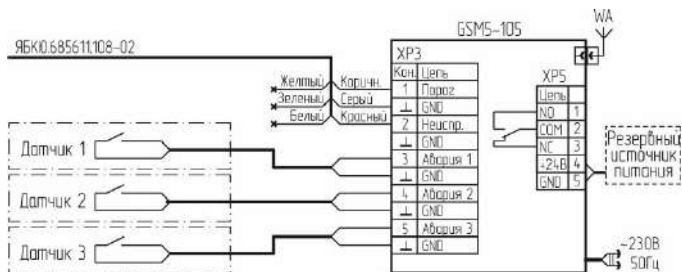 GSM5-105
WA
ЯБКЮ.685611.108-02
XP3
Кон. Цепь
Желтый Коричн. 1 Порог
Зеленый Серый ⊥ GND
Белый Красный 2 Неиспр.
⊥ GND
Датчик 1
3 Авария 1
⊥ GND
Датчик 2
4 Авария 2
⊥ GND
Датчик 3
5 Авария 3
⊥ GND
XP5
Цепь
NO 1
COM 2
NC 3
+24В 4
GND 5
Резервный
источник
питания
~230В
50Гц